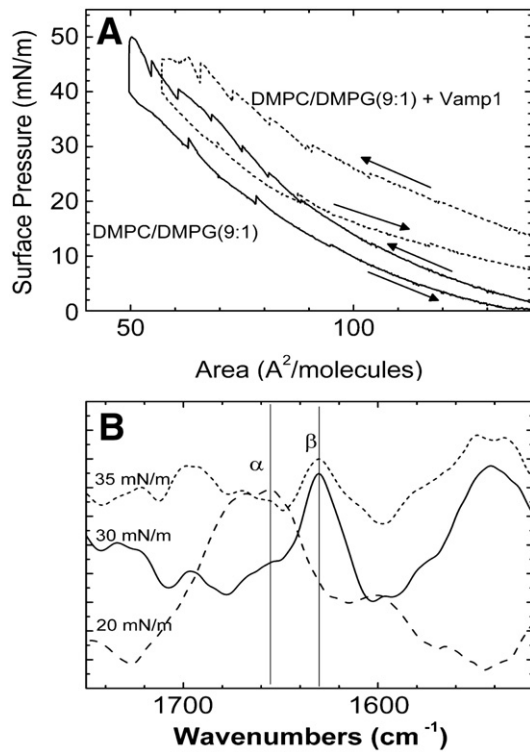 A
50
40
30
20
10
0
Surface Pressure (mN/m)
DMPC/DMPG(9:1) + Vamp1
DMPC/DMPG(9:1)
50
100
Area (A²/molecules)
B
α
β
35 mN/m
30 mN/m
20 mN/m
1700
1600
Wavenumbers (cm⁻¹)